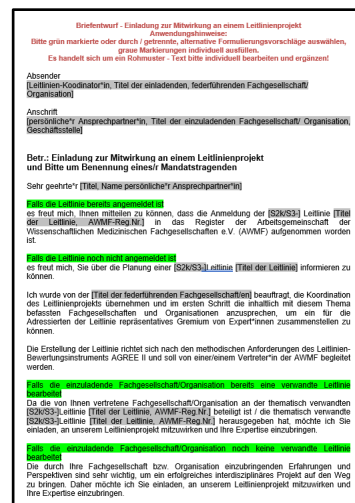 Briefentwurf - Einladung zur Mitwirkung an einem Leitlinienprojekt
Anwendungshinweise:
Bitte grün markierte oder durch / getrennte, alternative Formulierungsvorschläge auswählen,
graue Markierungen individuell ausfüllen.
Es handelt sich um ein Rohmuster - Text bitte individuell bearbeiten und ergänzen!
Absender
[Leitlinien-Koodinator*in, Titel der einladenden, federführenden Fachgesellschaft/
Organisation]
Anschrift
[persönliche*r Ansprechpartner*in, Titel der einzuladenden Fachgesellschaft/ Organisation,
Geschäftsstelle]
Betr.: Einladung zur Mitwirkung an einem Leitlinienprojekt
und Bitte um Benennung eines/r Mandatstragenden
Sehr geehrte*r [Titel, Name persönliche*r Ansprechpartner*in]
Falls die Leitlinie bereits angemeldet ist
es freut mich, Ihnen mitteilen zu können, dass die Anmeldung der [S2k/S3-] Leitlinie [Titel
der Leitlinie, AWMF-Reg.Nr.] in das Register der Arbeitsgemeinschaft der
Wissenschaftlichen Medizinischen Fachgesellschaften e.V. (AWMF) aufgenommen worden
ist.
Falls die Leitlinie noch nicht angemeldet ist
es freut mich, Sie über die Planung einer [S2k/S3-]Leitlinie [Titel der Leitlinie] informieren zu
können.
Ich wurde von der [Titel der federführenden Fachgesellschaft/en] beauftragt, die Koordination
des Leitlinienprojekts übernehmen und im ersten Schritt die inhaltlich mit diesem Thema
befassten Fachgesellschaften und Organisationen anzusprechen, um ein für die
Adressierten der Leitlinie repräsentatives Gremium von Expert*innen zusammenstellen zu
können.
Die Erstellung der Leitlinie richtet sich nach den methodischen Anforderungen des Leitlinien-
Bewertungsinstruments AGREE II und soll von einer/einem Vertreter*in der AWMF begleitet
werden.
Falls die einzuladende Fachgesellschaft/Organisation bereits eine verwandte Leitlinie
bearbeitet
Da die von Ihnen vertretene Fachgesellschaft/Organisation an der thematisch verwandten
[S2k/S3-]Leitlinie [Titel der Leitlinie, AWMF-Reg.Nr.] beteiligt ist / die thematisch verwandte
[S2k/S3-]Leitlinie [Titel der Leitlinie, AWMF-Reg.Nr.] herausgegeben hat, möchte ich Sie
einladen, an unserem Leitlinienprojekt mitzuwirken und Ihre Expertise einzubringen.
Falls die einzuladende Fachgesellschaft/Organisation noch keine verwandte Leitlinie
bearbeitet
Die durch Ihre Fachgesellschaft bzw. Organisation einzubringenden Erfahrungen und
Perspektiven sind sehr wichtig, um ein erfolgreiches interdisziplinäres Projekt auf den Weg
zu bringen. Daher möchte ich Sie einladen, an unserem Leitlinienprojekt mitzuwirken und
Ihre Expertise einzubringen.